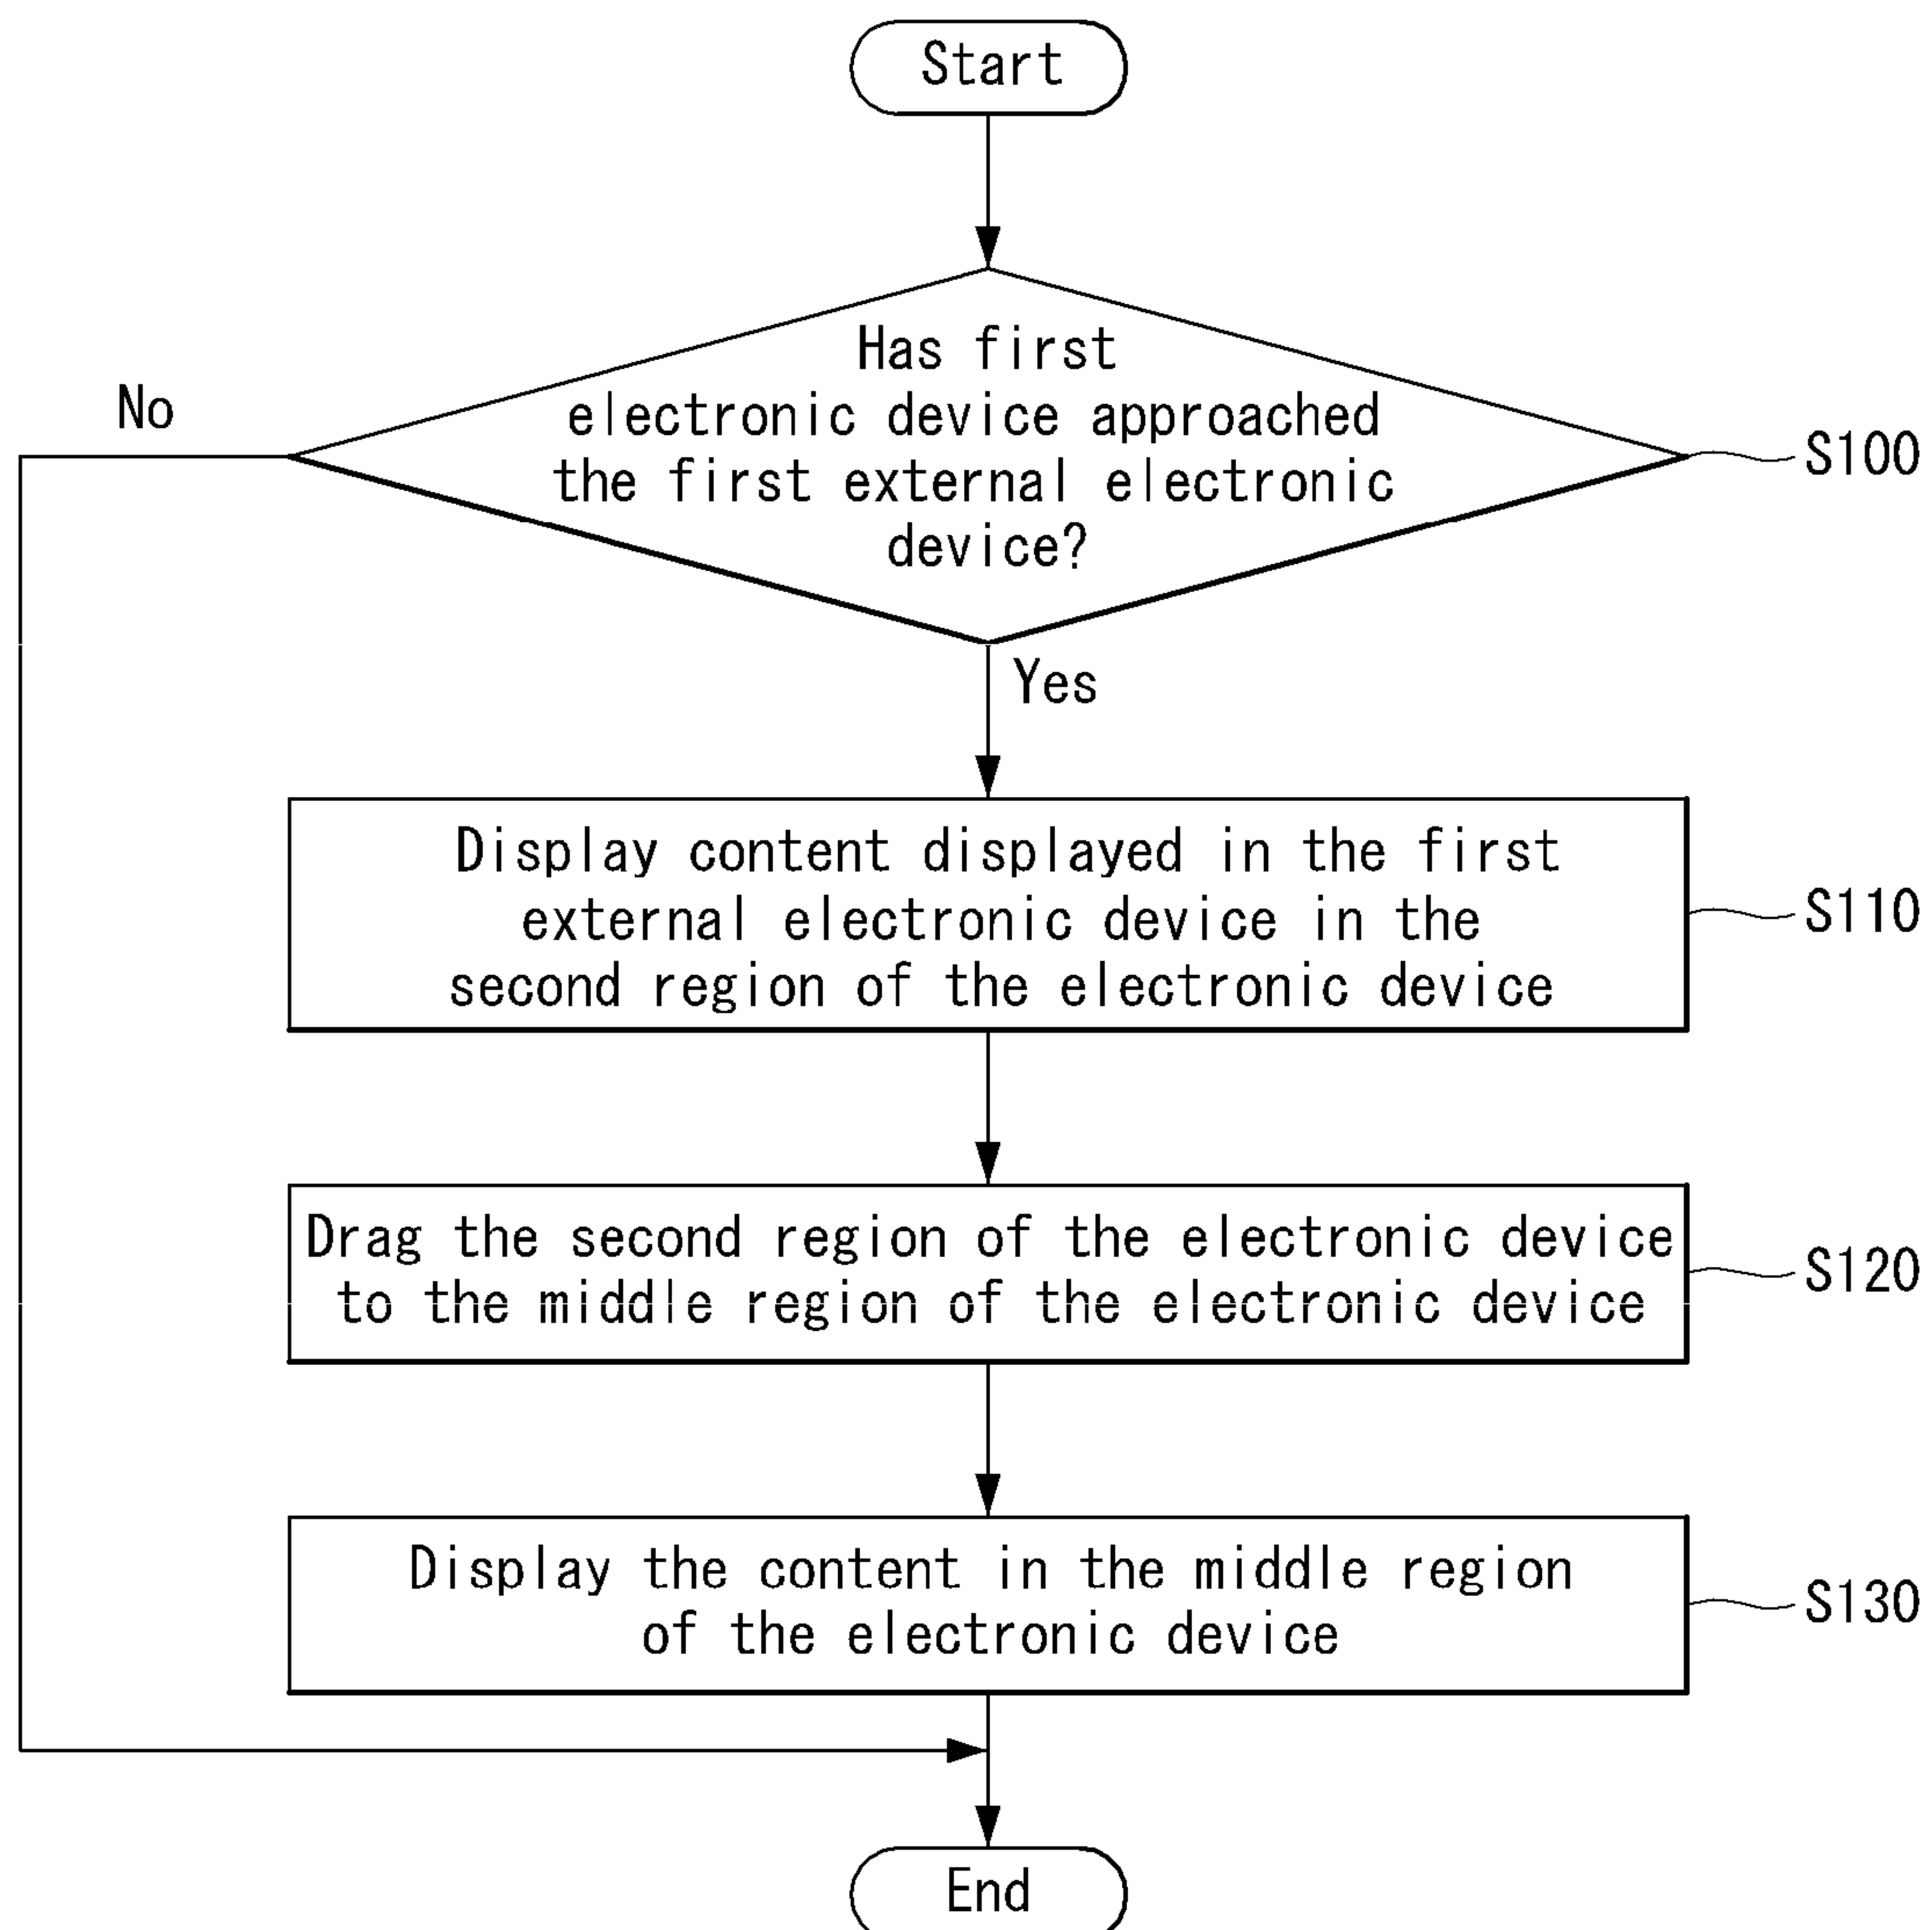 Start
Has first
electronic device approached
the first external electronic
device?
No
S100
Yes
Display content displayed in the first
external electronic device in the
second region of the electronic device
S110
Drag the second region of the electronic device
to the middle region of the electronic device
S120
Display the content in the middle region
of the electronic device
S130
End